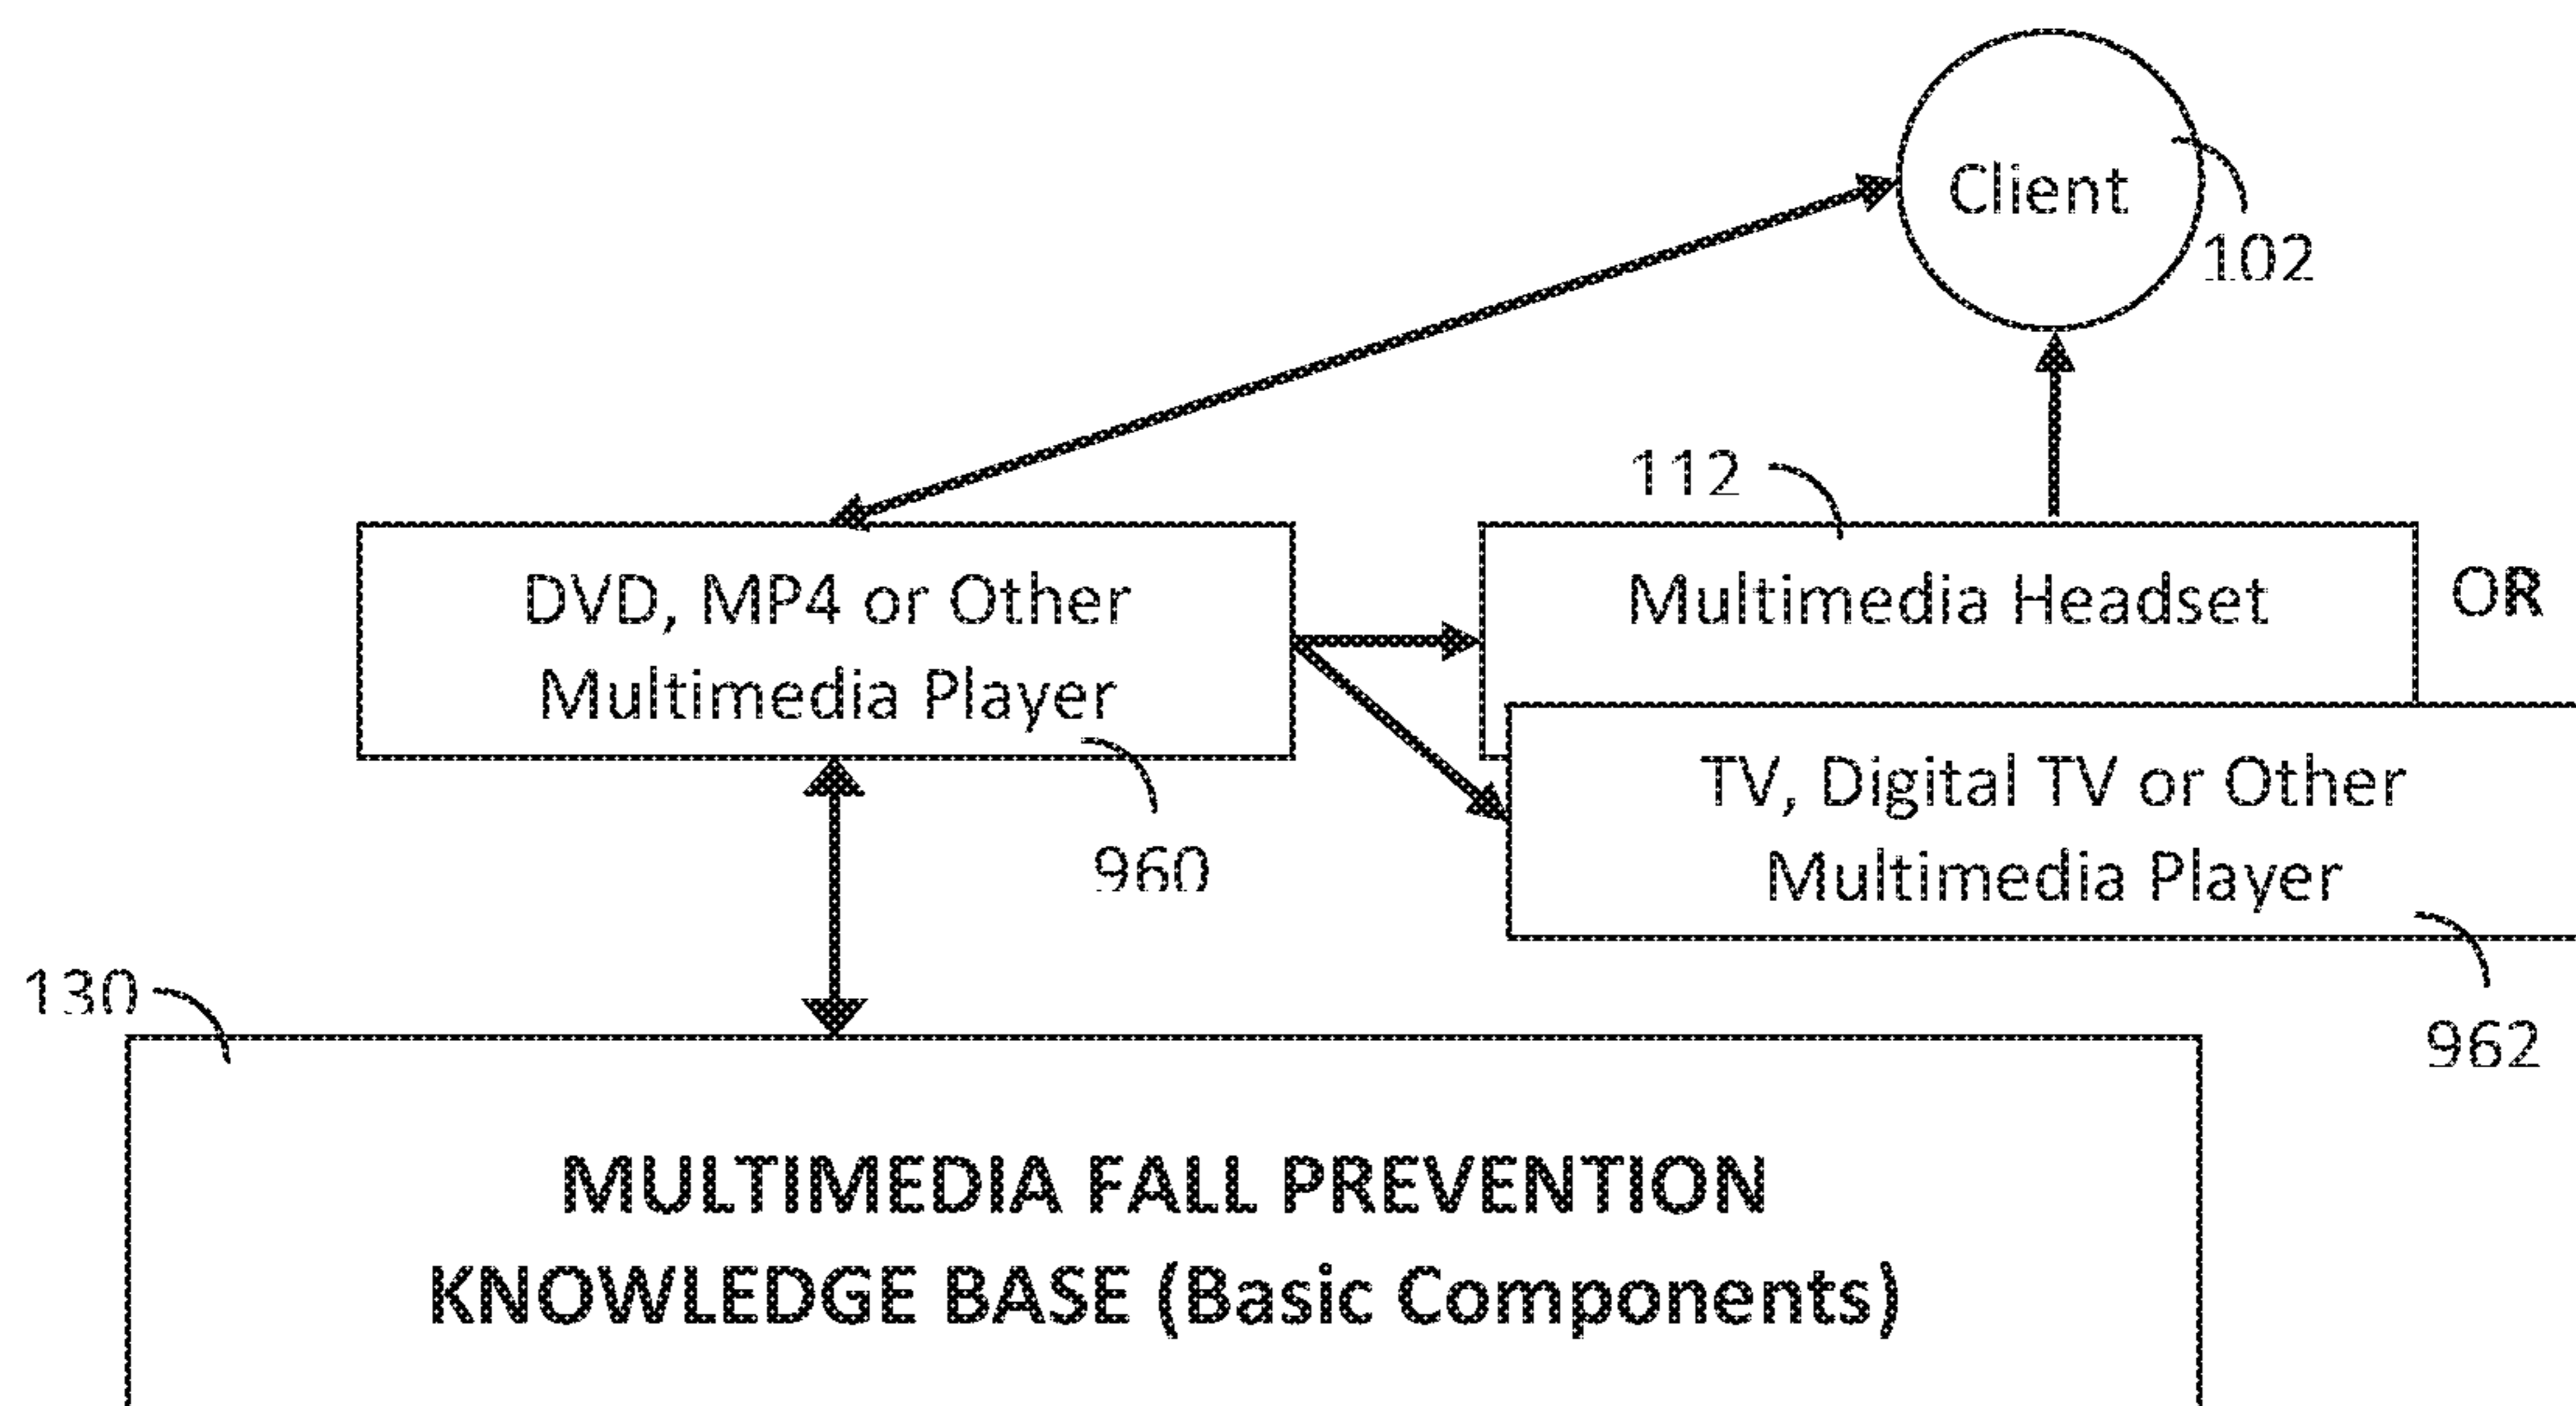 Client
102
112
DVD, MP4 or Other
Multimedia Player
Multimedia Headset
OR
TV, Digital TV or Other
Multimedia Player
960
962
130
MULTIMEDIA FALL PREVENTION
KNOWLEDGE BASE (Basic Components)